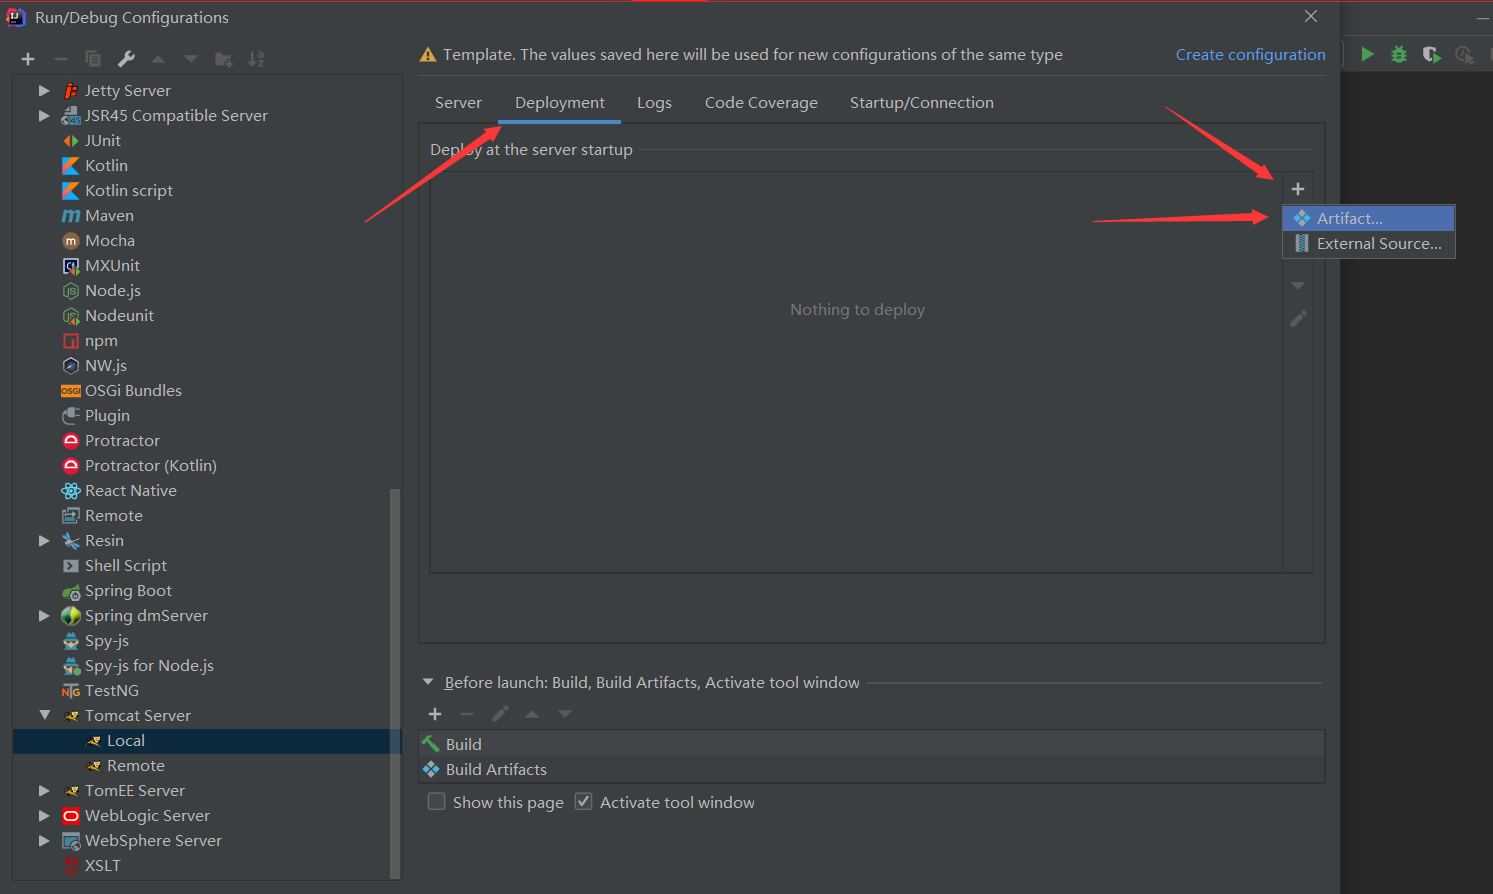 Run/Debug Configurations
Template. The values saved here will be used for new configurations of the same type
Create configuration
Jetty Server
JSR45 Compatible Server
JUnit
Kotlin
Kotlin script
Maven
Mocha
MXUnit
Node.js
Nodeunit
npm
NW.js
OSGi Bundles
Plugin
Protractor
Protractor (Kotlin)
React Native
Remote
Resin
Shell Script
Spring Boot
Spring dmServer
Spy-js
Spy-js for Node.js
TestNG
Tomcat Server
Local
Remote
TomEE Server
WebLogic Server
WebSphere Server
XSLT
Server
Deployment
Logs
Code Coverage
Startup/Connection
Deploy at the server startup
Artifact...
External Source...
Nothing to deploy
Before launch: Build, Build Artifacts, Activate tool window
Build
Build Artifacts
Show this page
Activate tool window